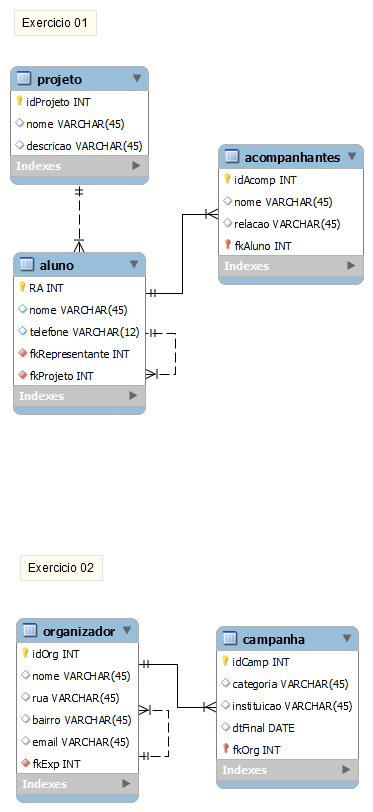 Exercicio 01
projeto
idProjeto INT
nome VARCHAR(45)
descricao VARCHAR(45)
Indexes
acompanhantes
idAcomp INT
nome VARCHAR(45)
relacao VARCHAR(45)
fkAluno INT
Indexes
aluno
RA INT
nome VARCHAR(45)
telefone VARCHAR(12)
fkRepresentante INT
fkProjeto INT
Indexes
Exercicio 02
organizador
idOrg INT
nome VARCHAR(45)
rua VARCHAR(45)
bairro VARCHAR(45)
email VARCHAR(45)
fkExp INT
Indexes
campanha
idCamp INT
categoria VARCHAR(45)
instituicao VARCHAR(45)
dtFinal DATE
fkOrg INT
Indexes